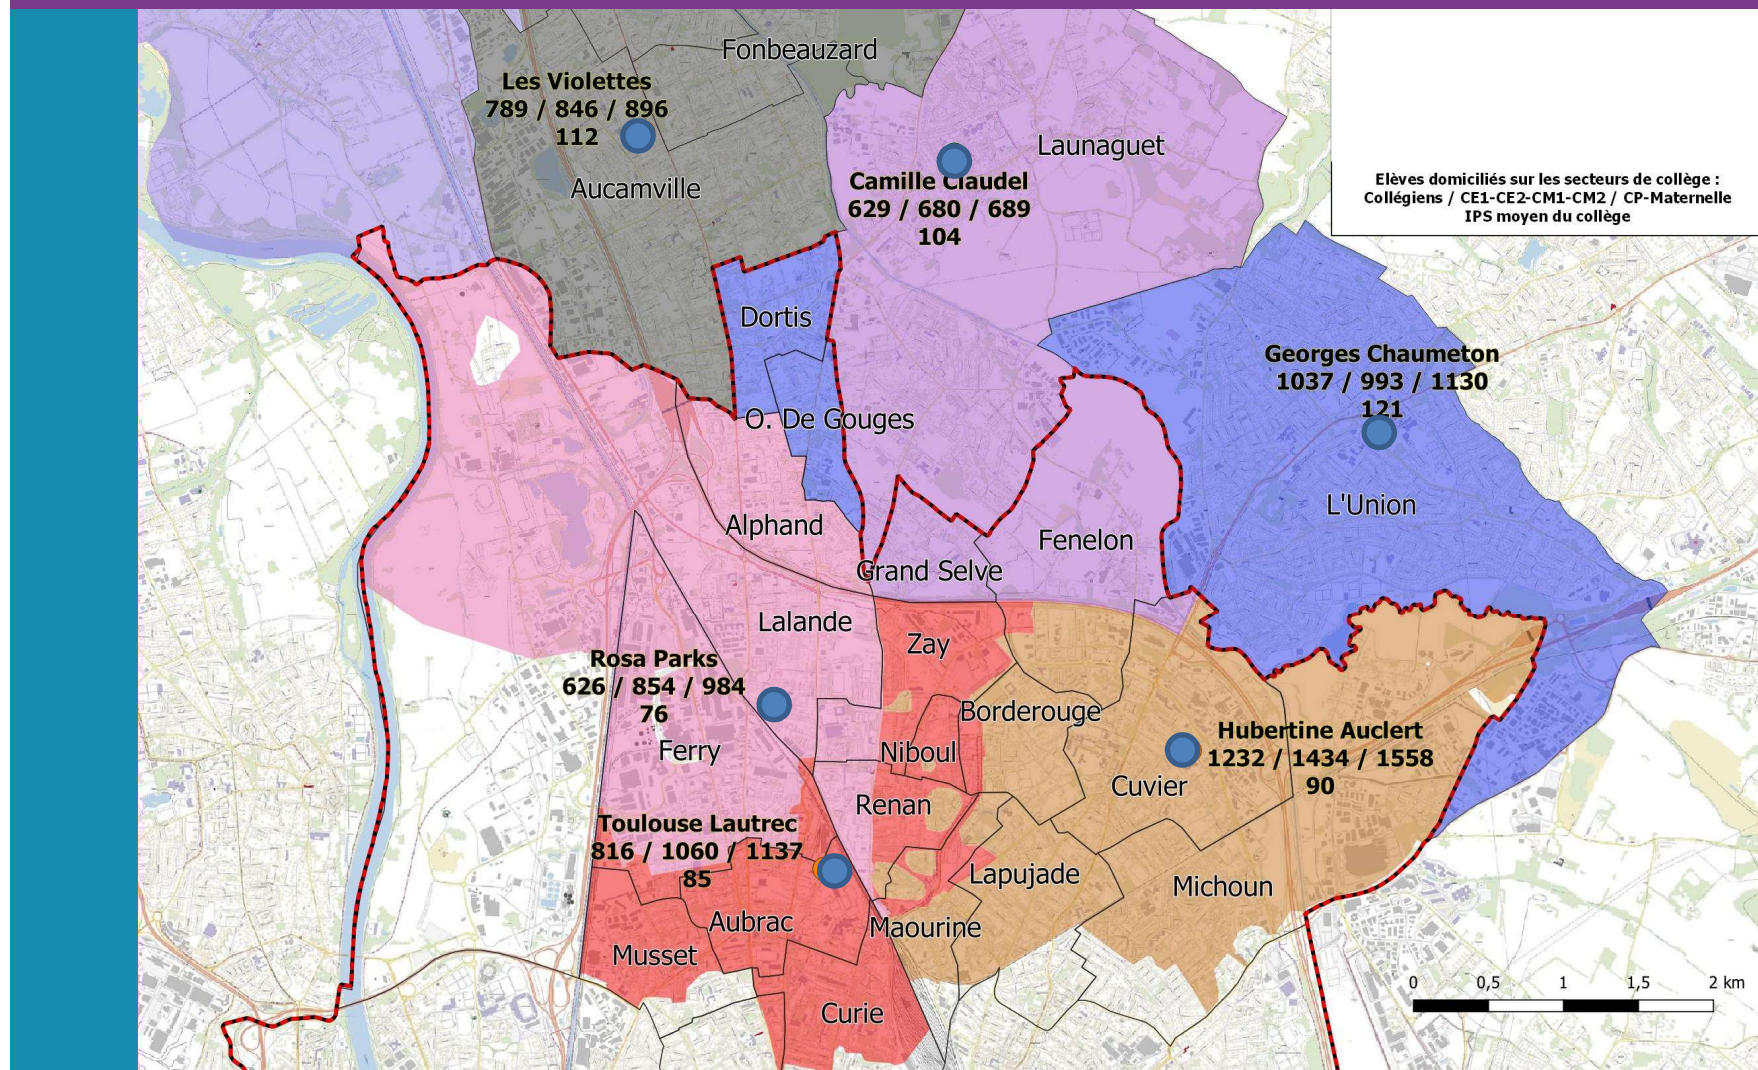 Fonbeauzard
Les Violettes
789 / 846 / 896
112
Aucamville
Launaguet
Camille Claudel
629 / 680 / 689
104
Elèves domiciliés sur les secteurs de collège :
Collégiens / CE1-CE2-CM1-CM2 / CP-Maternelle
IPS moyen du collège
Dortis
Georges Chaumeton
1037 / 993 / 1130
121
O. De Gouges
L'Union
Alphand
Fenelon
Grand Selve
Lalande
Zay
Rosa Parks
626 / 854 / 984
76
Borderouge
Hubertine Auclert
1232 / 1434 / 1558
90
Ferry
Niboul
Cuvier
Renan
Toulouse Lautrec
816 / 1060 / 1137
85
Lapujade
Michoun
Aubrac
Maourine
Musset
Curie
0 0,5 1 1,5 2 km